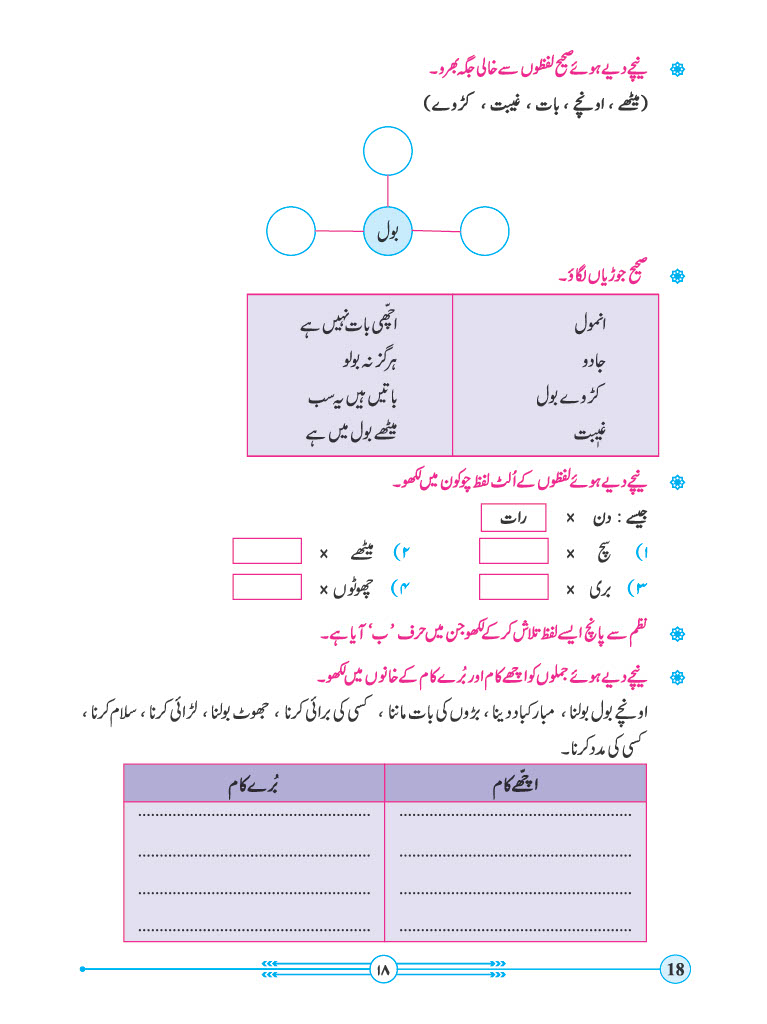 نیچے دیے ہوئے صحیح لفظوں سے خالی جگہ بھرو۔
(میٹھے ، اونچے ، بات ، غیبت ، کڑوے)
بول
صحیح جوڑیاں لگاؤ۔
انمول اچّھی بات نہیں ہے
جادو ہرگز نہ بولو
کڑوے بول باتیں ہیں یہ سب
غیبت میٹھے بول میں ہے
نیچے دیے ہوئے لفظوں کے اُلٹ لفظ چوکون میں لکھو۔
جیسے : دن × رات
۱) سچ × ۲) میٹھے ×
۳) بری × ۴) چھوٹوں ×
نظم سے پانچ ایسے لفظ تلاش کر کے لکھو جن میں حرف ’ب‘ آیا ہے۔
نیچے دیے ہوئے جملوں کو اچھے کام اور بُرے کام کے خانوں میں لکھو۔
اونچے بول بولنا ، مبارکباد دینا ، بڑوں کی بات ماننا ، کسی کی برائی کرنا ، جھوٹ بولنا ، لڑائی کرنا ، سلام کرنا ،
کسی کی مدد کرنا۔
اچّھے کام بُرے کام
۱۸
18